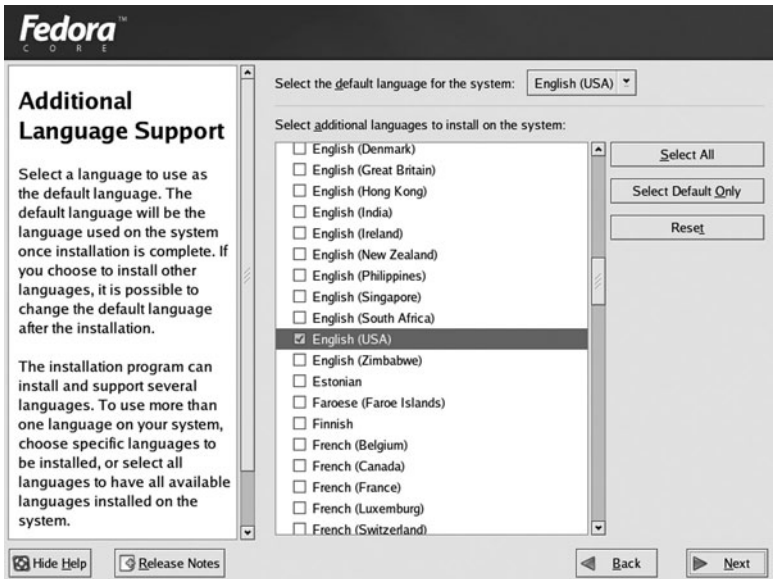 Fedora™
CORE
Additional
Language Support
Select a language to use as
the default language. The
default language will be the
language used on the system
once installation is complete. If
you choose to install other
languages, it is possible to
change the default language
after the installation.
The installation program can
install and support several
languages. To use more than
one language on your system,
choose specific languages to
be installed, or select all
languages to have all available
languages installed on the
system.
Select the default language for the system: English (USA)
Select additional languages to install on the system:
English (Denmark)
English (Great Britain)
English (Hong Kong)
English (India)
English (Ireland)
English (New Zealand)
English (Philippines)
English (Singapore)
English (South Africa)
English (USA)
English (Zimbabwe)
Estonian
Faroese (Faroe Islands)
Finnish
French (Belgium)
French (Canada)
French (France)
French (Luxemburg)
French (Switzerland)
Select All
Select Default Only
Reset
Hide Help
Release Notes
Back
Next